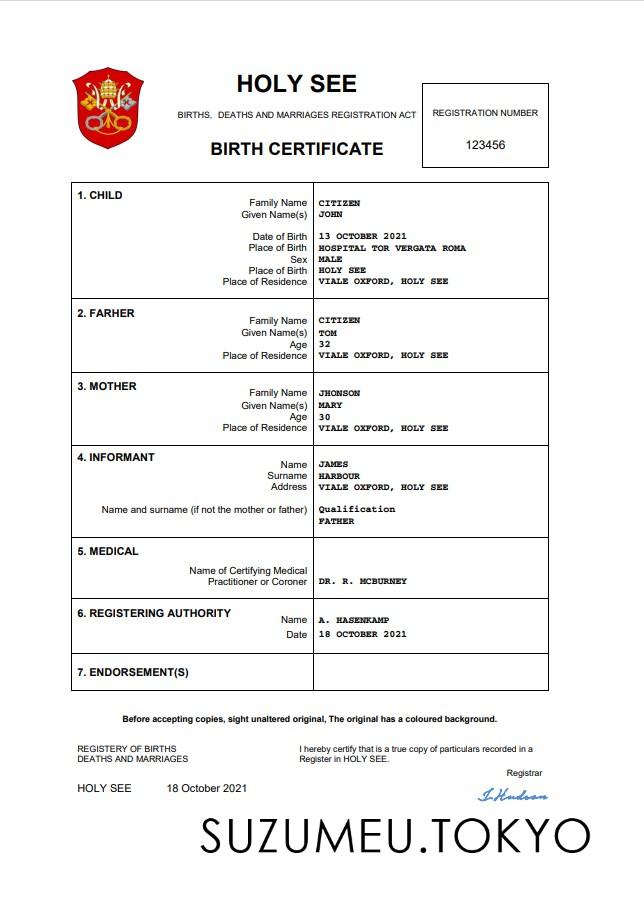 HOLY SEE
BIRTHS, DEATHS AND MARRIAGES REGISTRATION ACT
BIRTH CERTIFICATE
REGISTRATION NUMBER
123456
1. CHILD
Family Name CITIZEN
Given Name(s) JOHN
Date of Birth 13 OCTOBER 2021
Place of Birth HOSPITAL TOR VERGATA ROMA
Sex MALE
Place of Birth HOLY SEE
Place of Residence VIALE OXFORD, HOLY SEE
2. FARHER
Family Name CITIZEN
Given Name(s) TOM
Age 32
Place of Residence VIALE OXFORD, HOLY SEE
3. MOTHER
Family Name JHONSON
Given Name(s) MARY
Age 30
Place of Residence VIALE OXFORD, HOLY SEE
4. INFORMANT
Name JAMES
Surname HARBOUR
Address VIALE OXFORD, HOLY SEE
Name and surname (if not the mother or father) Qualification
FATHER
5. MEDICAL
Name of Certifying Medical
Practitioner or Coroner DR. R. MCBURNEY
6. REGISTERING AUTHORITY
Name A. HASENKAMP
Date 18 OCTOBER 2021
7. ENDORSEMENT(S)
Before accepting copies, sight unaltered original, The original has a coloured background.
REGISTERY OF BIRTHS
DEATHS AND MARRIAGES
I hereby certify that is a true copy of particulars recorded in a
Register in HOLY SEE.
Registrar
HOLY SEE 18 October 2021
J. Hudson
SUZUMEU.TOKYO